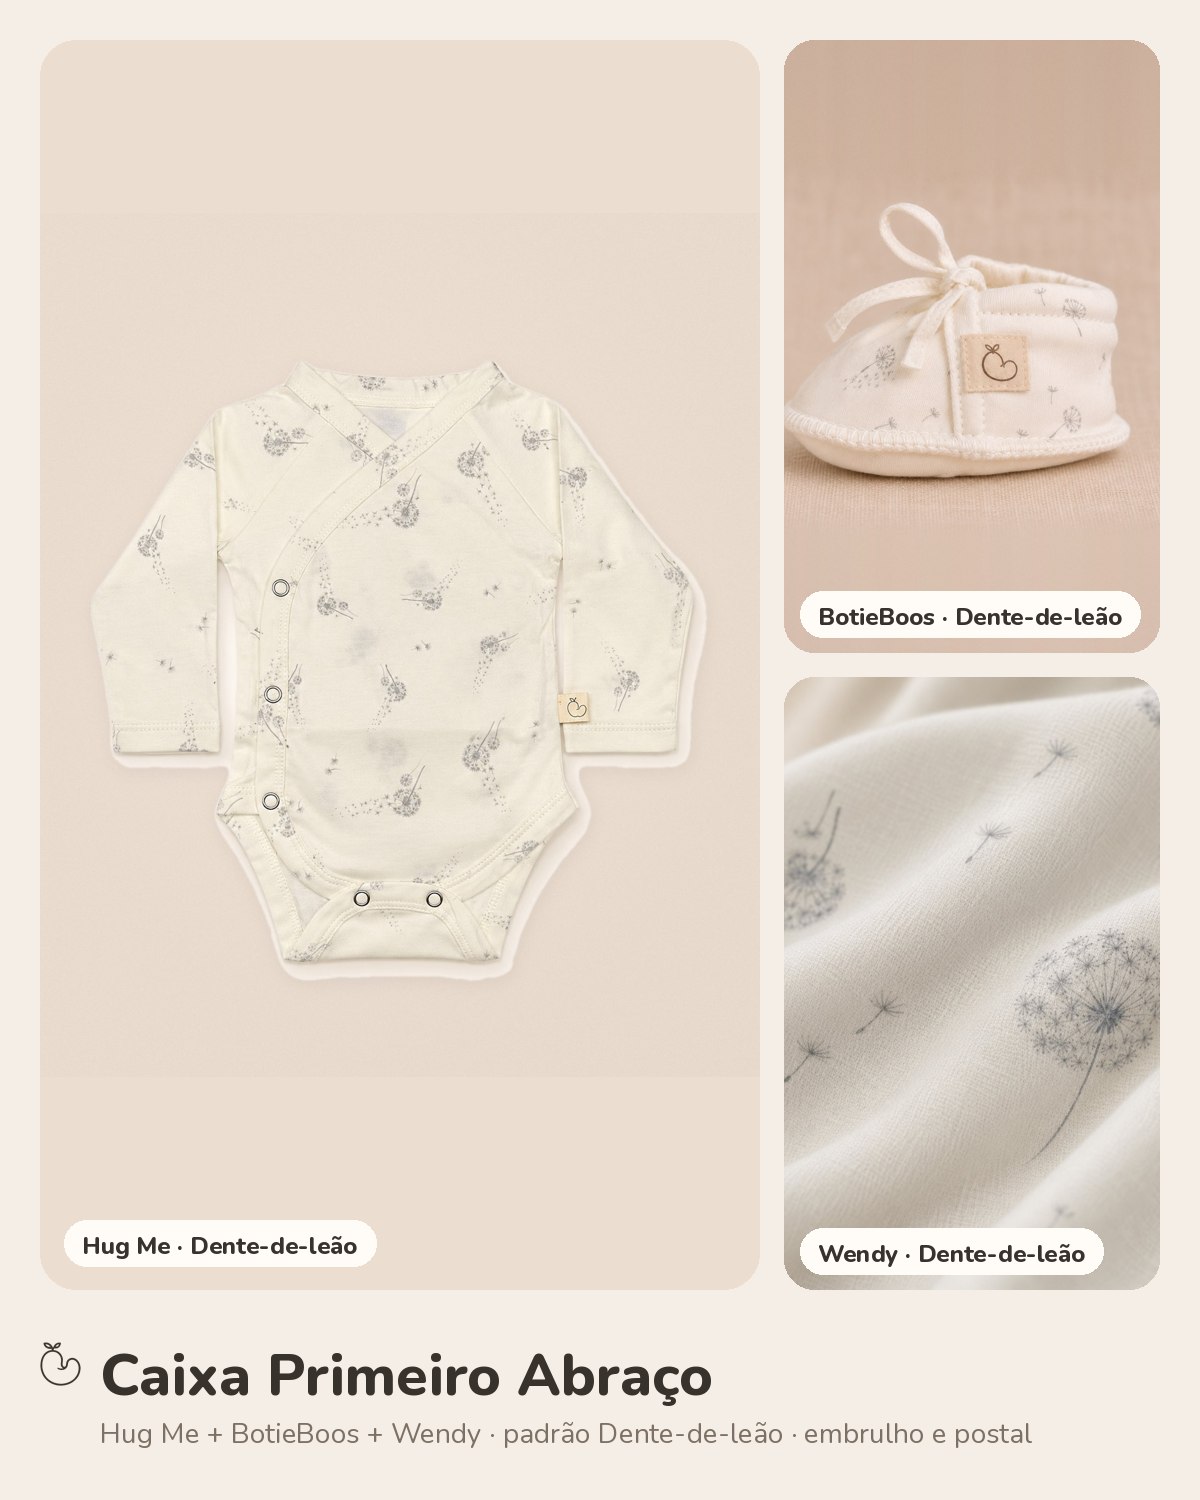 BotieBoos · Dente-de-leão
Hug Me · Dente-de-leão
Wendy · Dente-de-leão
Caixa Primeiro Abraço
Hug Me + BotieBoos + Wendy · padrão Dente-de-leão · embrulho e postal